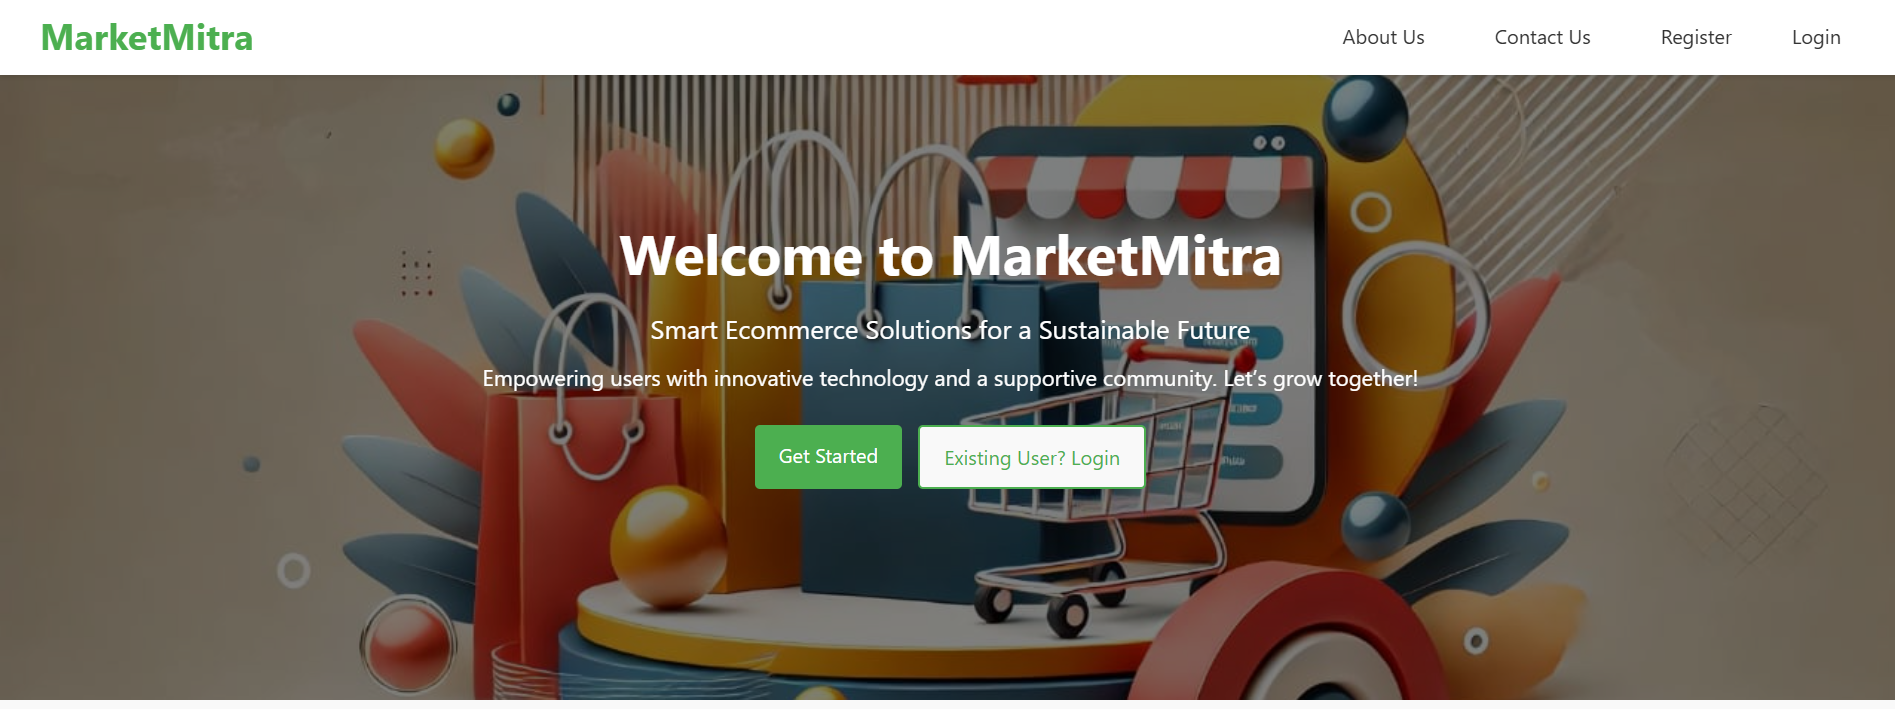 MarketMitra
About Us
Contact Us
Register
Login
Welcome to MarketMitra
Smart Ecommerce Solutions for a Sustainable Future
Empowering users with innovative technology and a supportive community. Let’s grow together!
Get Started
Existing User? Login